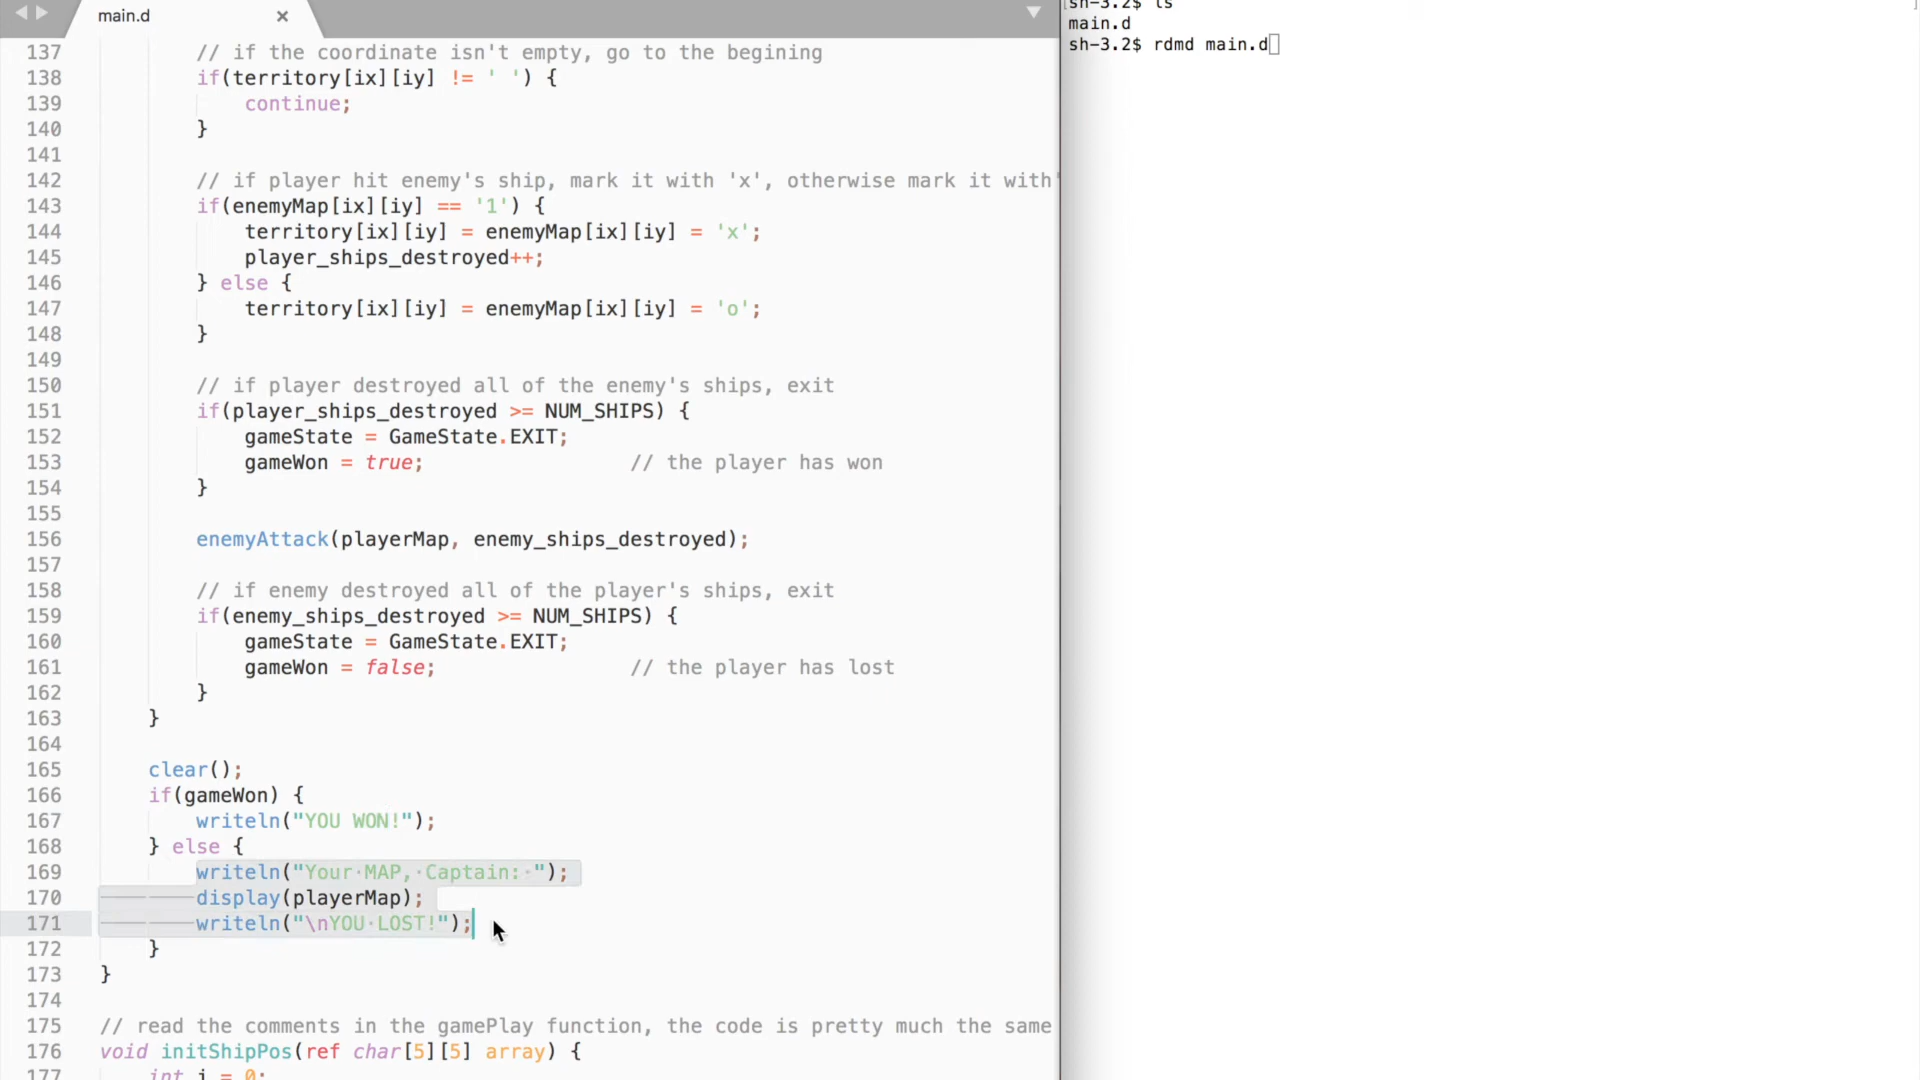 main.d
137 // if the coordinate isn't empty, go to the begining
138 if(territory[ix][iy] != ' ') {
139 continue;
140 }
141
142 // if player hit enemy's ship, mark it with 'x', otherwise mark it with'
143 if(enemyMap[ix][iy] == '1') {
144 territory[ix][iy] = enemyMap[ix][iy] = 'x';
145 player_ships_destroyed++;
146 } else {
147 territory[ix][iy] = enemyMap[ix][iy] = 'o';
148 }
149
150 // if player destroyed all of the enemy's ships, exit
151 if(player_ships_destroyed >= NUM_SHIPS) {
152 gameState = GameState.EXIT;
153 gameWon = true; // the player has won
154 }
155
156 enemyAttack(playerMap, enemy_ships_destroyed);
157
158 // if enemy destroyed all of the player's ships, exit
159 if(enemy_ships_destroyed >= NUM_SHIPS) {
160 gameState = GameState.EXIT;
161 gameWon = false; // the player has lost
162 }
163 }
164
165 clear();
166 if(gameWon) {
167 writeln("YOU WON!");
168 } else {
169 writeln("Your MAP, Captain: ");
170 display(playerMap);
171 writeln("\nYOU LOST!");
172 }
173 }
174
175 // read the comments in the gamePlay function, the code is pretty much the same
176 void initShipPos(ref char[5][5] array) {
177 int i = 0;
sh-3.2$ ls
main.d
sh-3.2$ rdmd main.d